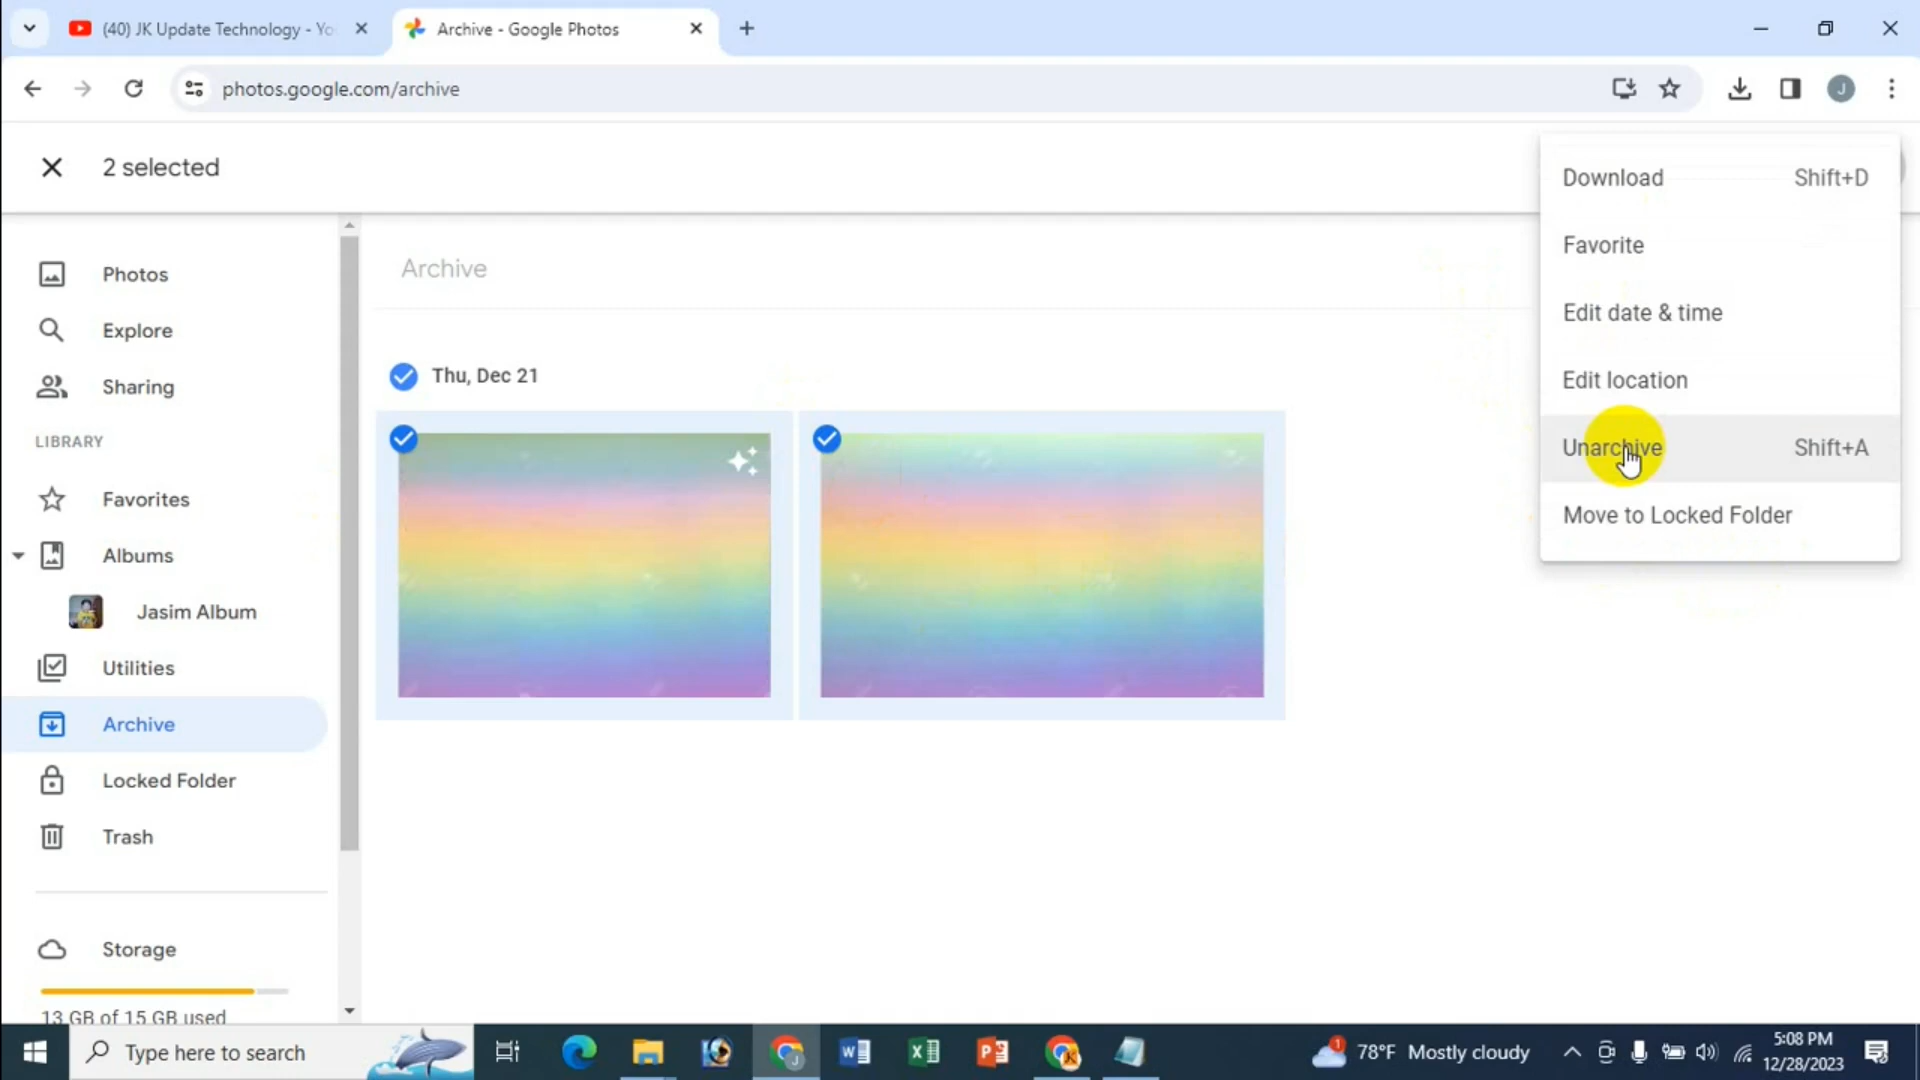 (40) JK Update Technology - Yo
Archive - Google Photos
photos.google.com/archive
J
2 selected
Download Shift+D
Favorite
Edit date & time
Edit location
Unarchive Shift+A
Move to Locked Folder
Photos
Explore
Sharing
LIBRARY
Favorites
Albums
Jasim Album
Utilities
Archive
Locked Folder
Trash
Storage
13 GB of 15 GB used
Archive
Thu, Dec 21
Type here to search
1
78°F Mostly cloudy
5:08 PM
12/28/2023